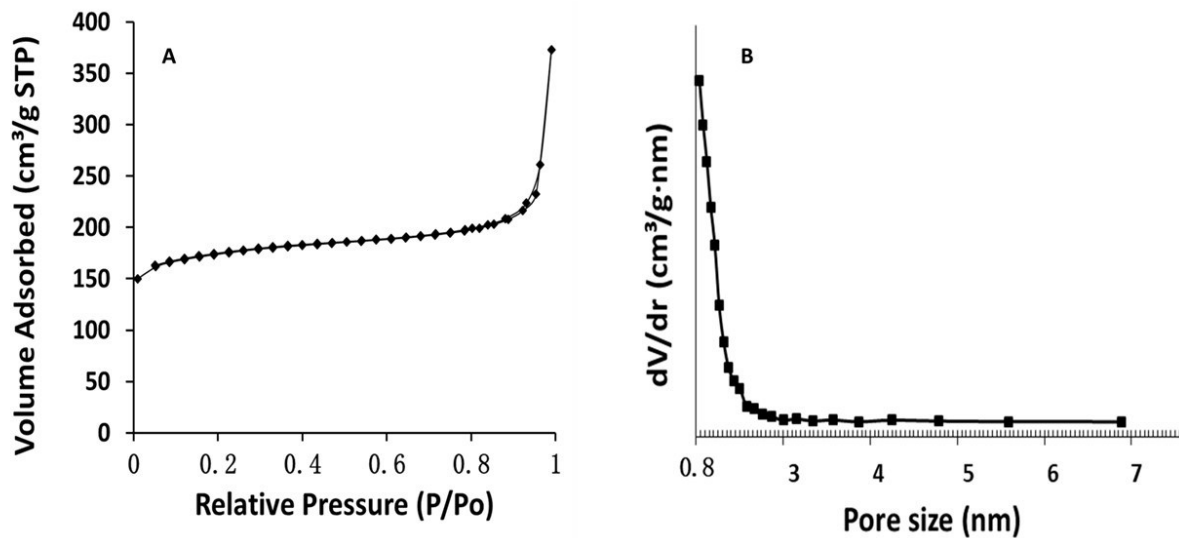 A
Volume Adsorbed (cm³/g STP)
400
350
300
250
200
150
100
50
0
0 0.2 0.4 0.6 0.8 1
Relative Pressure (P/Po)
B
dV/dr (cm³/g·nm)
0.8 3 4 5 6 7
Pore size (nm)